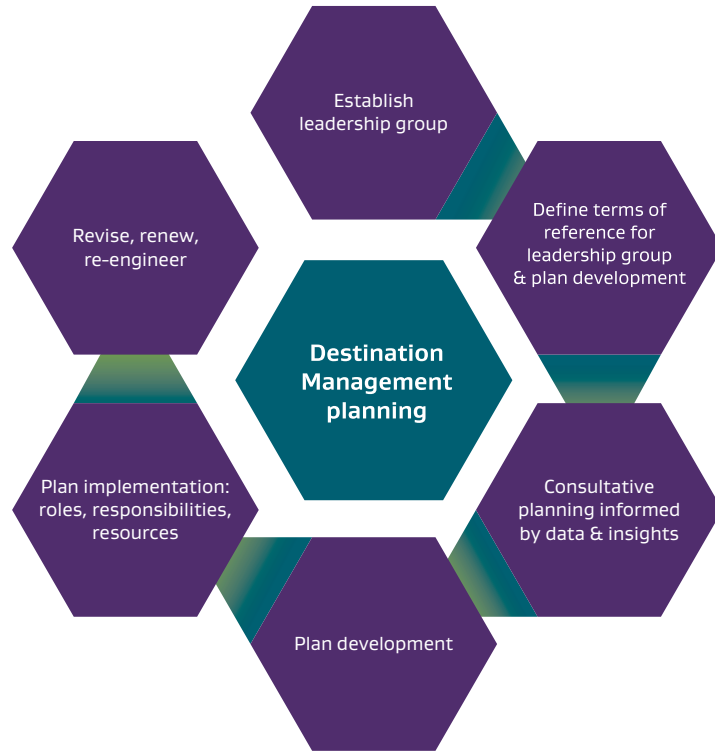 Establish
leadership group
Define terms of
reference for
leadership group
& plan development
Consultative
planning informed
by data & insights
Plan development
Plan implementation:
roles, responsibilities,
resources
Revise, renew,
re-engineer
Destination
Management
planning